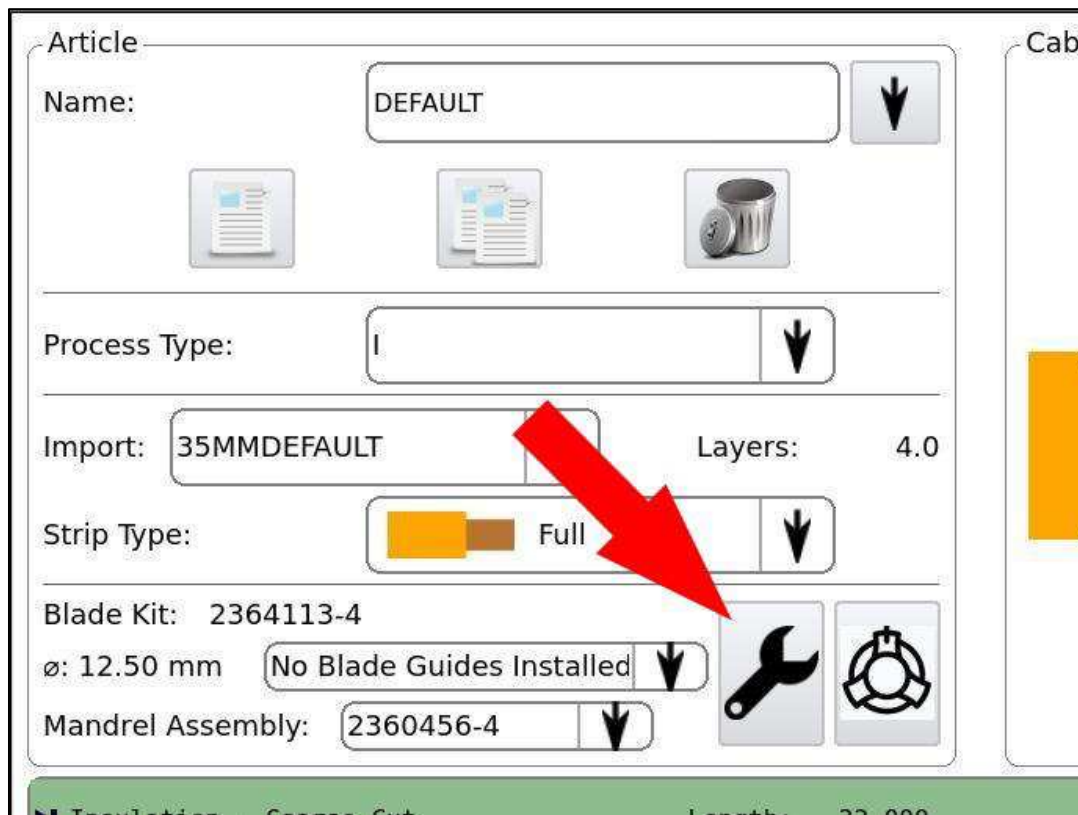 Article
Cab
Name:
DEFAULT
Process Type:
I
Import:
35MMDEFAULT
Layers:
4.0
Strip Type:
Full
Blade Kit:
2364113-4
⌀: 12.50 mm
No Blade Guides Installed
Mandrel Assembly:
2360456-4